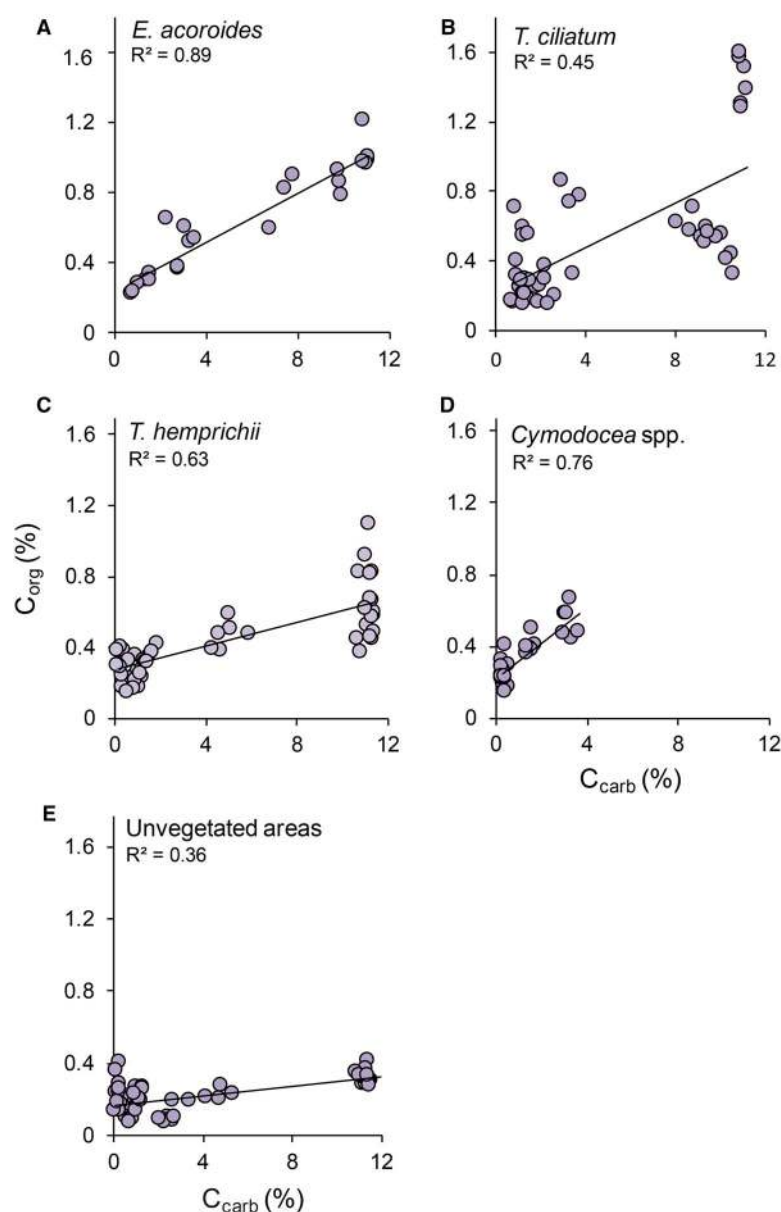 A
E. acoroides
R² = 0.89
1.6
1.2
0.8
0.4
0
0 4 8 12
B
T. ciliatum
R² = 0.45
1.6
1.2
0.8
0.4
0
0 4 8 12
C
T. hemprichii
R² = 0.63
1.6
1.2
0.8
0.4
0
0 4 8 12
Corg (%)
D
Cymodocea spp.
R² = 0.76
1.6
1.2
0.8
0.4
0
0 4 8 12
Ccarb (%)
E
Unvegetated areas
R² = 0.36
1.6
1.2
0.8
0.4
0
0 4 8 12
Ccarb (%)